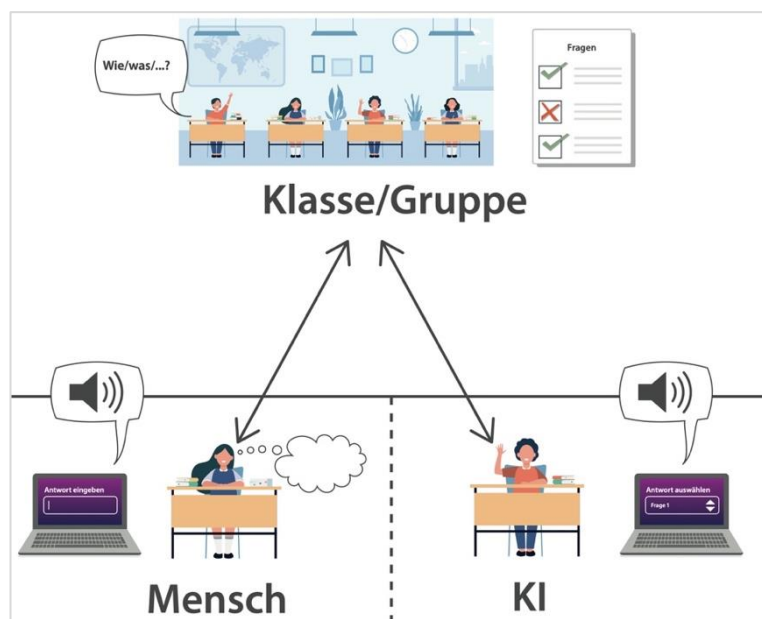 Wie/was/...?
Fragen
Klasse/Gruppe
Antwort eingeben
Antwort auswählen
Frage 1
Mensch
KI